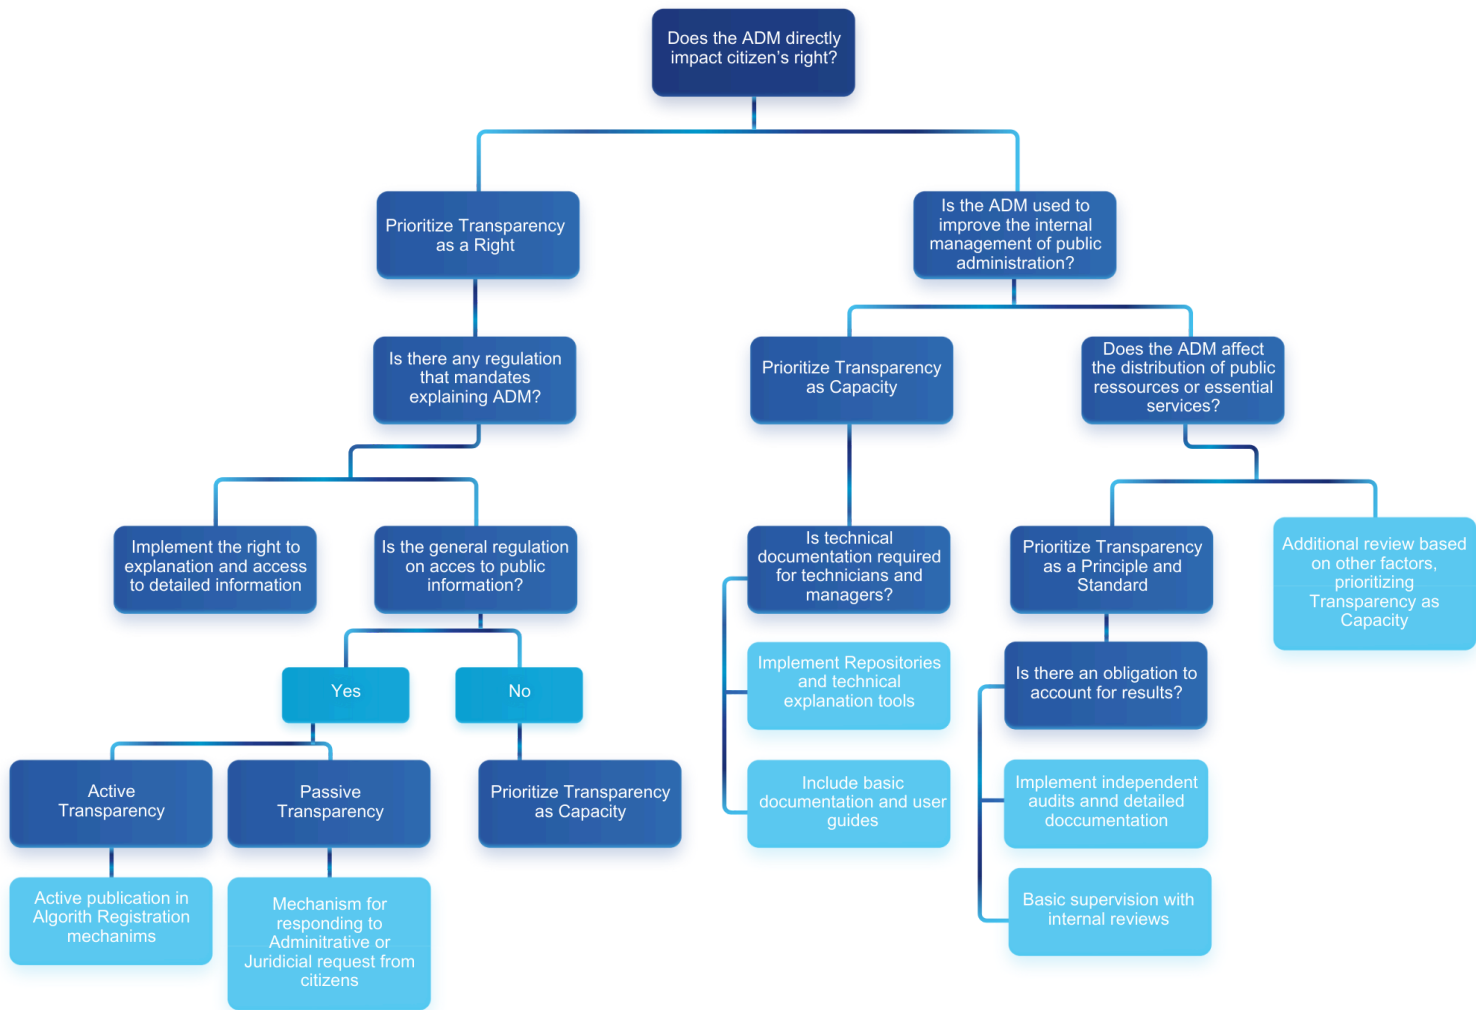 Does the ADM directly
impact citizen's right?
Prioritize Transparency
as a Right
Is the ADM used to
improve the internal
management of public
administration?
Is there any regulation
that mandates
explaining ADM?
Prioritize Transparency
as Capacity
Does the ADM affect
the distribution of public
ressources or essential
services?
Implement the right to
explanation and access
to detailed information
Is the general regulation
on acces to public
information?
Is technical
documentation required
for technicians and
managers?
Prioritize Transparency
as a Principle and
Standard
Additional review based
on other factors,
prioritizing
Transparency as
Capacity
Yes
No
Implement Repositories
and technical
explanation tools
Is there an obligation to
account for results?
Active
Transparency
Passive
Transparency
Prioritize Transparency
as Capacity
Include basic
documentation and user
guides
Implement independent
audits annd detailed
doccumentation
Active publication in
Algorith Registration
mechanims
Mechanism for
responding to
Adminitrative or
Juridicial request from
citizens
Basic supervision with
internal reviews